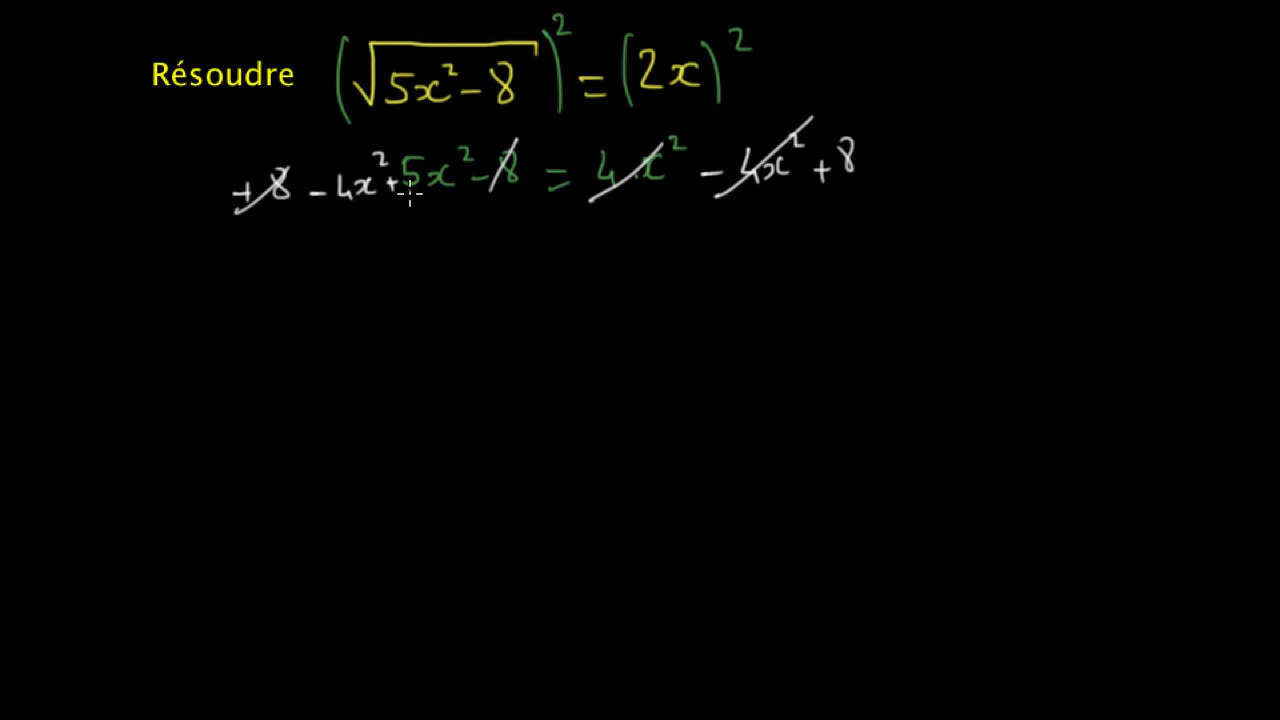 Résoudre (√5x²-8)² = (2x)²
+8 - 4x² + 5x² - 8 = 4x² - 4x² + 8